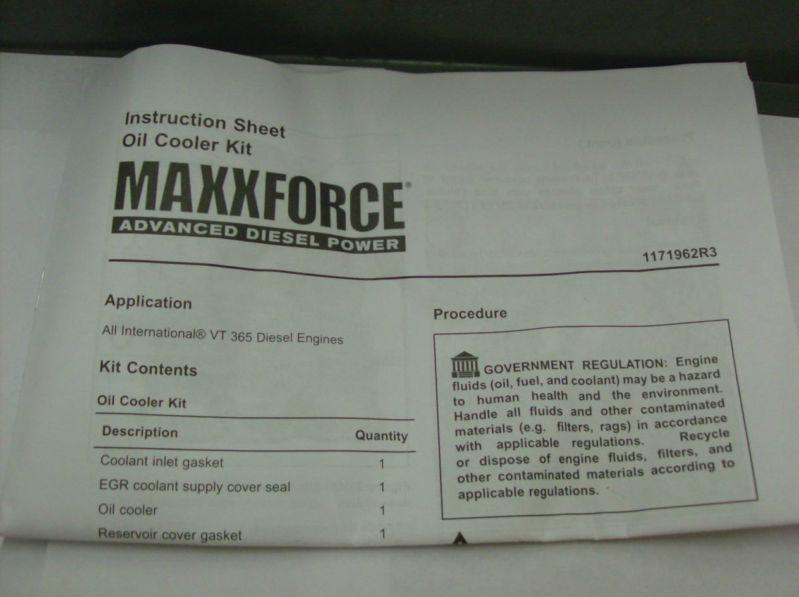 Instruction Sheet
Oil Cooler Kit
MAXXFORCE®
ADVANCED DIESEL POWER
1171962R3
Application
All International® VT 365 Diesel Engines
Kit Contents
Oil Cooler Kit
Description Quantity
Coolant inlet gasket 1
EGR coolant supply cover seal 1
Oil cooler 1
Reservoir cover gasket 1
Procedure
GOVERNMENT REGULATION: Engine
fluids (oil, fuel, and coolant) may be a hazard
to human health and the environment.
Handle all fluids and other contaminated
materials (e.g. filters, rags) in accordance
with applicable regulations. Recycle
or dispose of engine fluids, filters, and
other contaminated materials according to
applicable regulations.